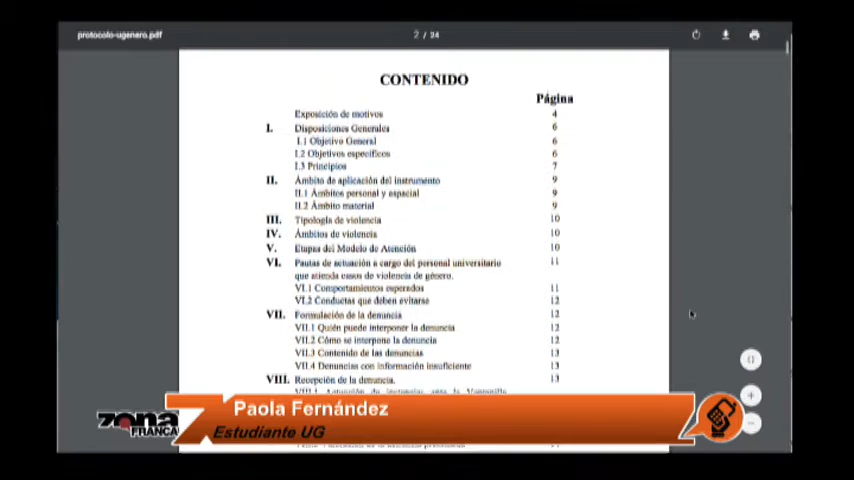 protocolo-ugenero.pdf
2 / 34
CONTENIDO
Página
Exposición de motivos 4
I. Disposiciones Generales 6
I.1 Objetivo General 6
I.2 Objetivos específicos 6
I.3 Principios 7
II. Ámbito de aplicación del instrumento 9
II.1 Ámbitos personal y espacial 9
II.2 Ámbito material 9
III. Tipología de violencia 10
IV. Ámbitos de violencia 10
V. Etapas del Modelo de Atención 10
VI. Pautas de actuación a cargo del personal universitario 11
que atienda casos de violencia de género.
VI.1 Comportamientos esperados 11
VI.2 Conductas que deben evitarse 12
VII. Formulación de la denuncia 12
VII.1 Quién puede interponer la denuncia 12
VII.2 Cómo se interpone la denuncia 12
VII.3 Contenido de las denuncias 13
VII.4 Denuncias con información insuficiente 13
VIII. Recepción de la denuncia. 13
Paola Fernández
Estudiante UG
zona
FRANCA